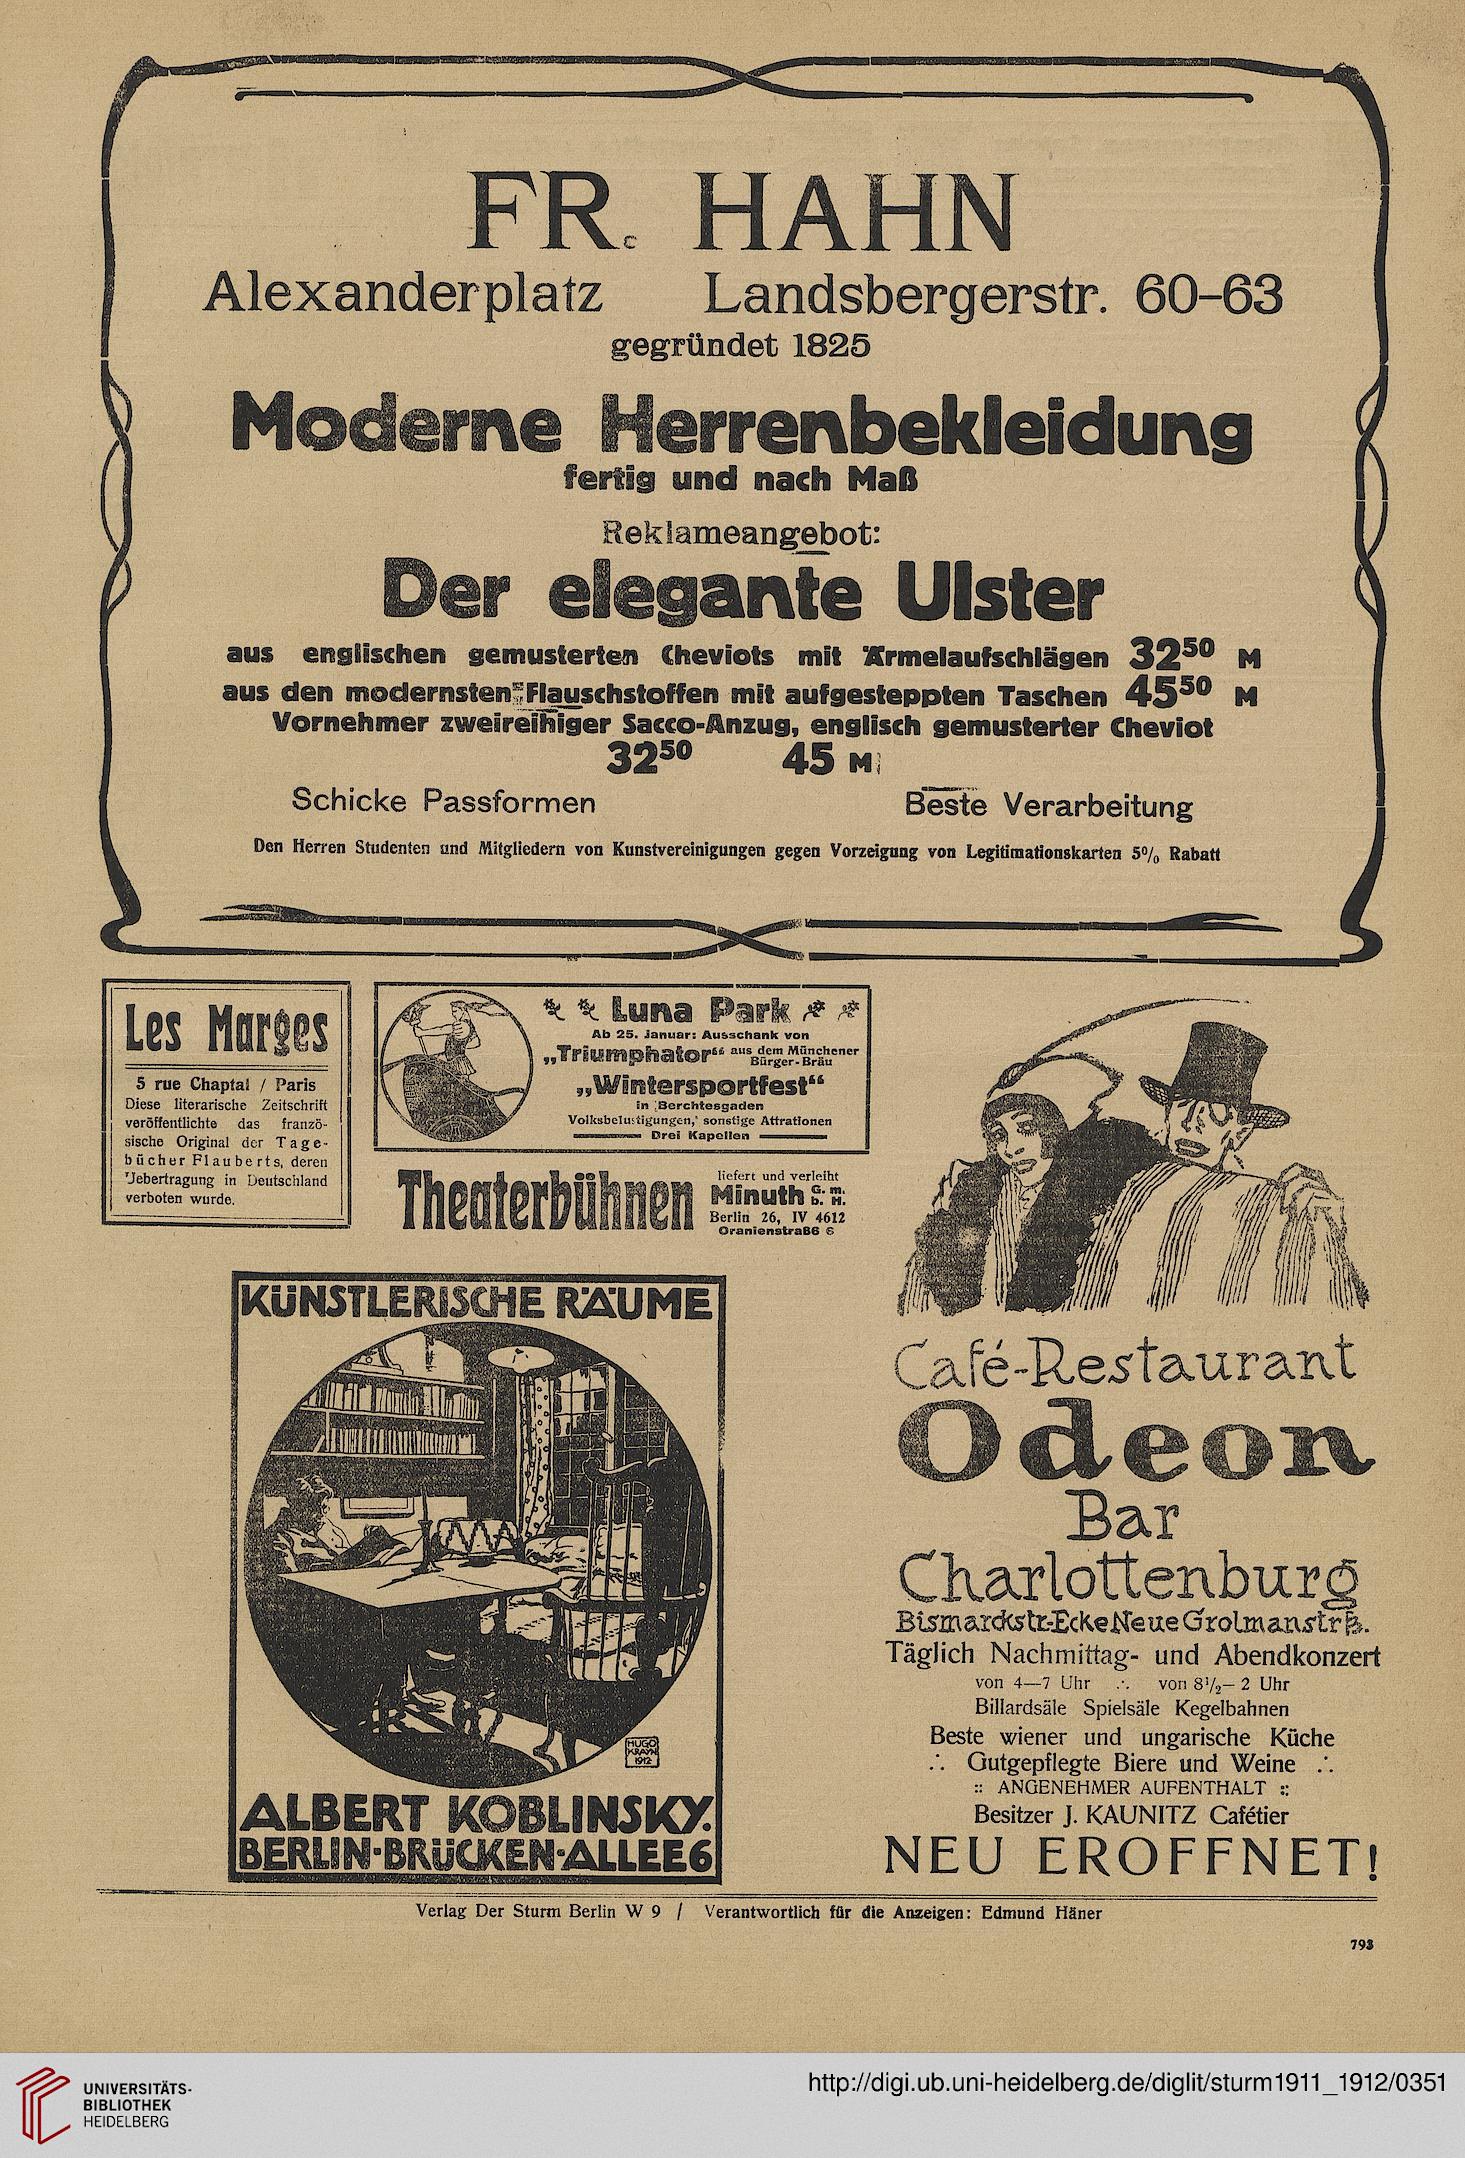 FR. HAHN
Alexanderplatz Landsbergerstr. 60-63
gegründet 1825
Moderne Herrenbekleidung
fertig und nach Maß
Reklameangebot:
Der elegante Ulster
aus englischen gemusterten Cheviots mit Ärmelaufschlägen 32⁵⁰ M
aus den modernsten Flauschstoffen mit aufgesteppten Taschen 45⁵⁰ M
Vornehmer zweireihiger Sacco-Anzug, englisch gemusterter Cheviot
32⁵⁰ 45 M
Schicke Passformen Beste Verarbeitung
Den Herren Studenten und Mitgliedern von Kunstvereinigungen gegen Vorzeigung von Legitimationskarten 5% Rabatt
Les Marges
5 rue Chaptal / Paris
Diese literarische Zeitschrift
veröffentlichte das franzö-
sische Original der Tage-
bücher Flauberts, deren
Uebertragung in Deutschland
verboten wurde.
Luna Park
Ab 25. Januar: Ausschank von
„Triumphator“ aus dem Münchener
Bürger-Bräu
„Wintersportfest“
in Berchtesgaden
Volksbelustigungen, sonstige Attrationen
Drei Kapellen
Theaterbühnen
liefert und verleiht
Minuth G. m. b. H.
Berlin 26, IV 4612
Oranienstraß 6
KÜNSTLERISCHE RÄUME
HUGO
KRAYN
1912
ALBERT KOBLINSKY.
BERLIN·BRÜCKEN·ALLEE 6
Café-Restaurant
Odeon
Bar
Charlottenburg
Bismarckstr-Ecke Neue Grolmanstrß.
Täglich Nachmittag- und Abendkonzert
von 4—7 Uhr ∴ von 8½– 2 Uhr
Billardsäle Spielsäle Kegelbahnen
Beste wiener und ungarische Küche
∴ Gutgepflegte Biere und Weine ∴
:: ANGENEHMER AUFENTHALT ::
Besitzer J. KAUNITZ Cafétier
NEU EROFFNET!
Verlag Der Sturm Berlin W 9 / Verantwortlich für die Anzeigen: Edmund Häner
793
UNIVERSITÄTS-
BIBLIOTHEK
HEIDELBERG
http://digi.ub.uni-heidelberg.de/diglit/sturm1911_1912/0351